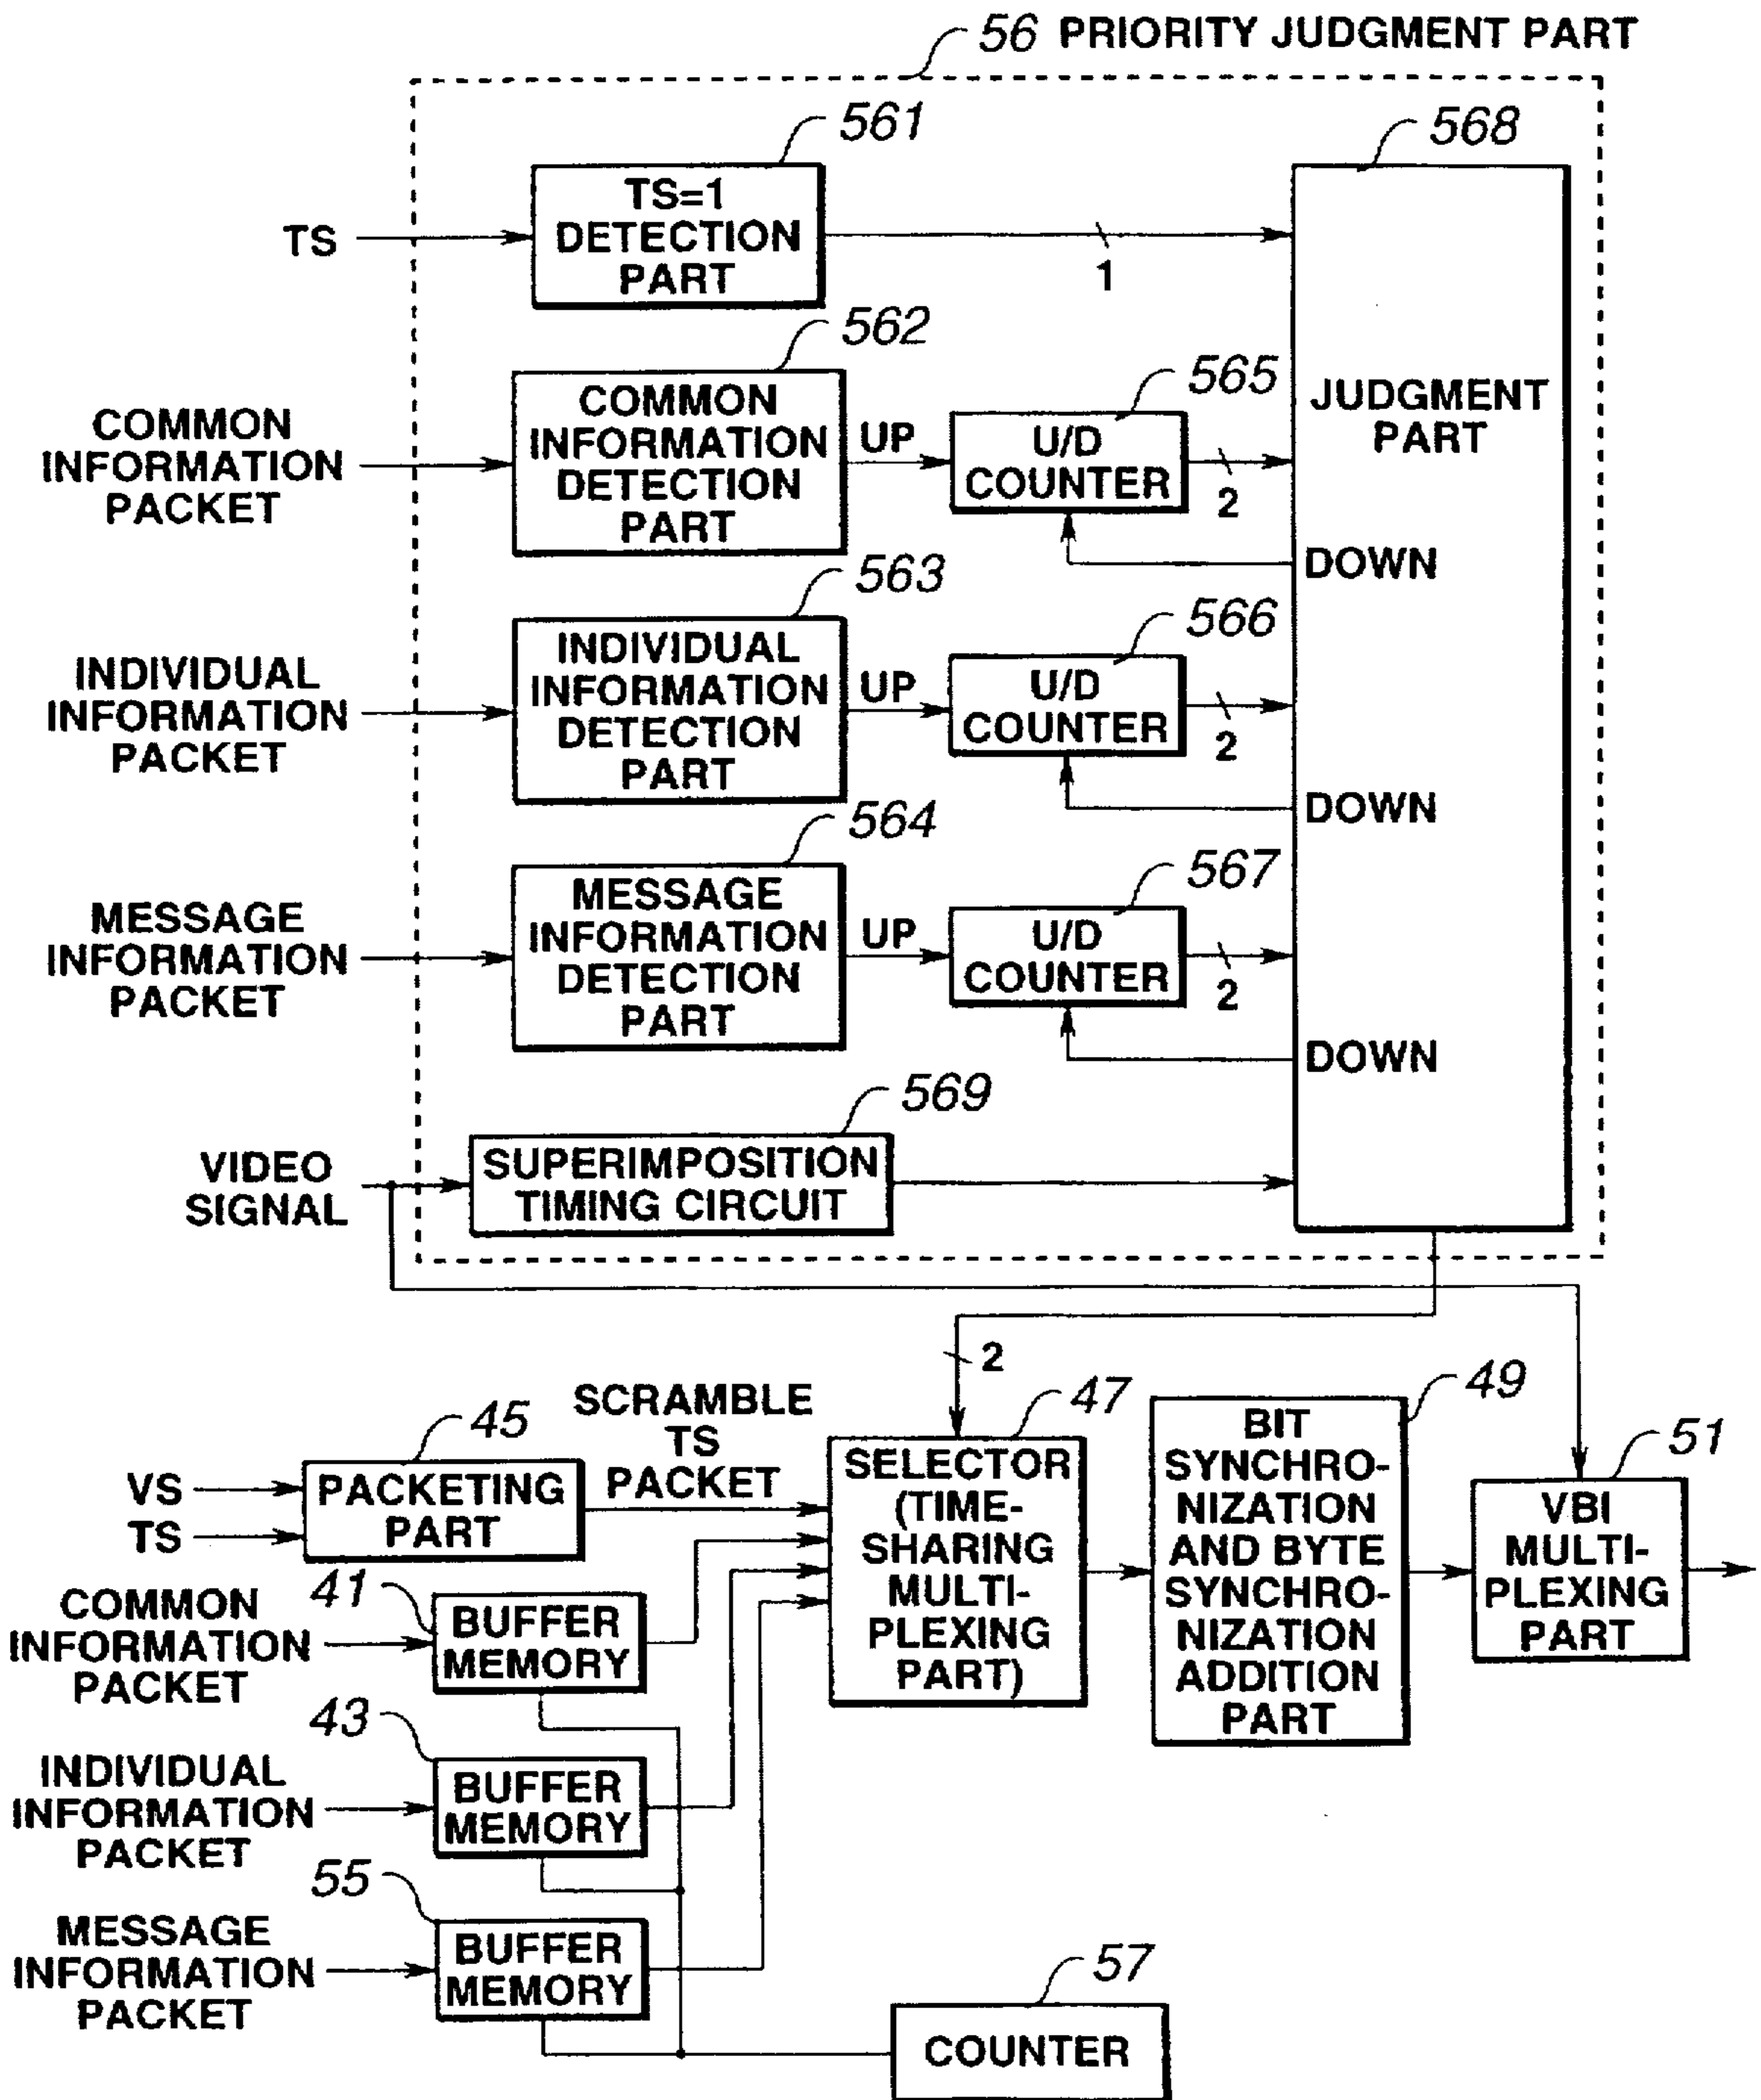 56 PRIORITY JUDGMENT PART
561
568
TS=1
DETECTION
PART
TS
1
562
COMMON
INFORMATION
PACKET
COMMON
INFORMATION
DETECTION
PART
UP
565
U/D
COUNTER
2
JUDGMENT
PART
DOWN
563
INDIVIDUAL
INFORMATION
PACKET
INDIVIDUAL
INFORMATION
DETECTION
PART
UP
566
U/D
COUNTER
2
DOWN
564
MESSAGE
INFORMATION
PACKET
MESSAGE
INFORMATION
DETECTION
PART
UP
567
U/D
COUNTER
2
DOWN
569
VIDEO
SIGNAL
SUPERIMPOSITION
TIMING CIRCUIT
2
45
VS
TS
PACKETING
PART
SCRAMBLE
TS
PACKET
47
SELECTOR
(TIME-
SHARING
MULTI-
PLEXING
PART)
49
BIT
SYNCHRO-
NIZATION
AND BYTE
SYNCHRO-
NIZATION
ADDITION
PART
51
VBI
MULTI-
PLEXING
PART
COMMON
INFORMATION
PACKET
41
BUFFER
MEMORY
INDIVIDUAL
INFORMATION
PACKET
43
BUFFER
MEMORY
MESSAGE
INFORMATION
PACKET
55
BUFFER
MEMORY
57
COUNTER